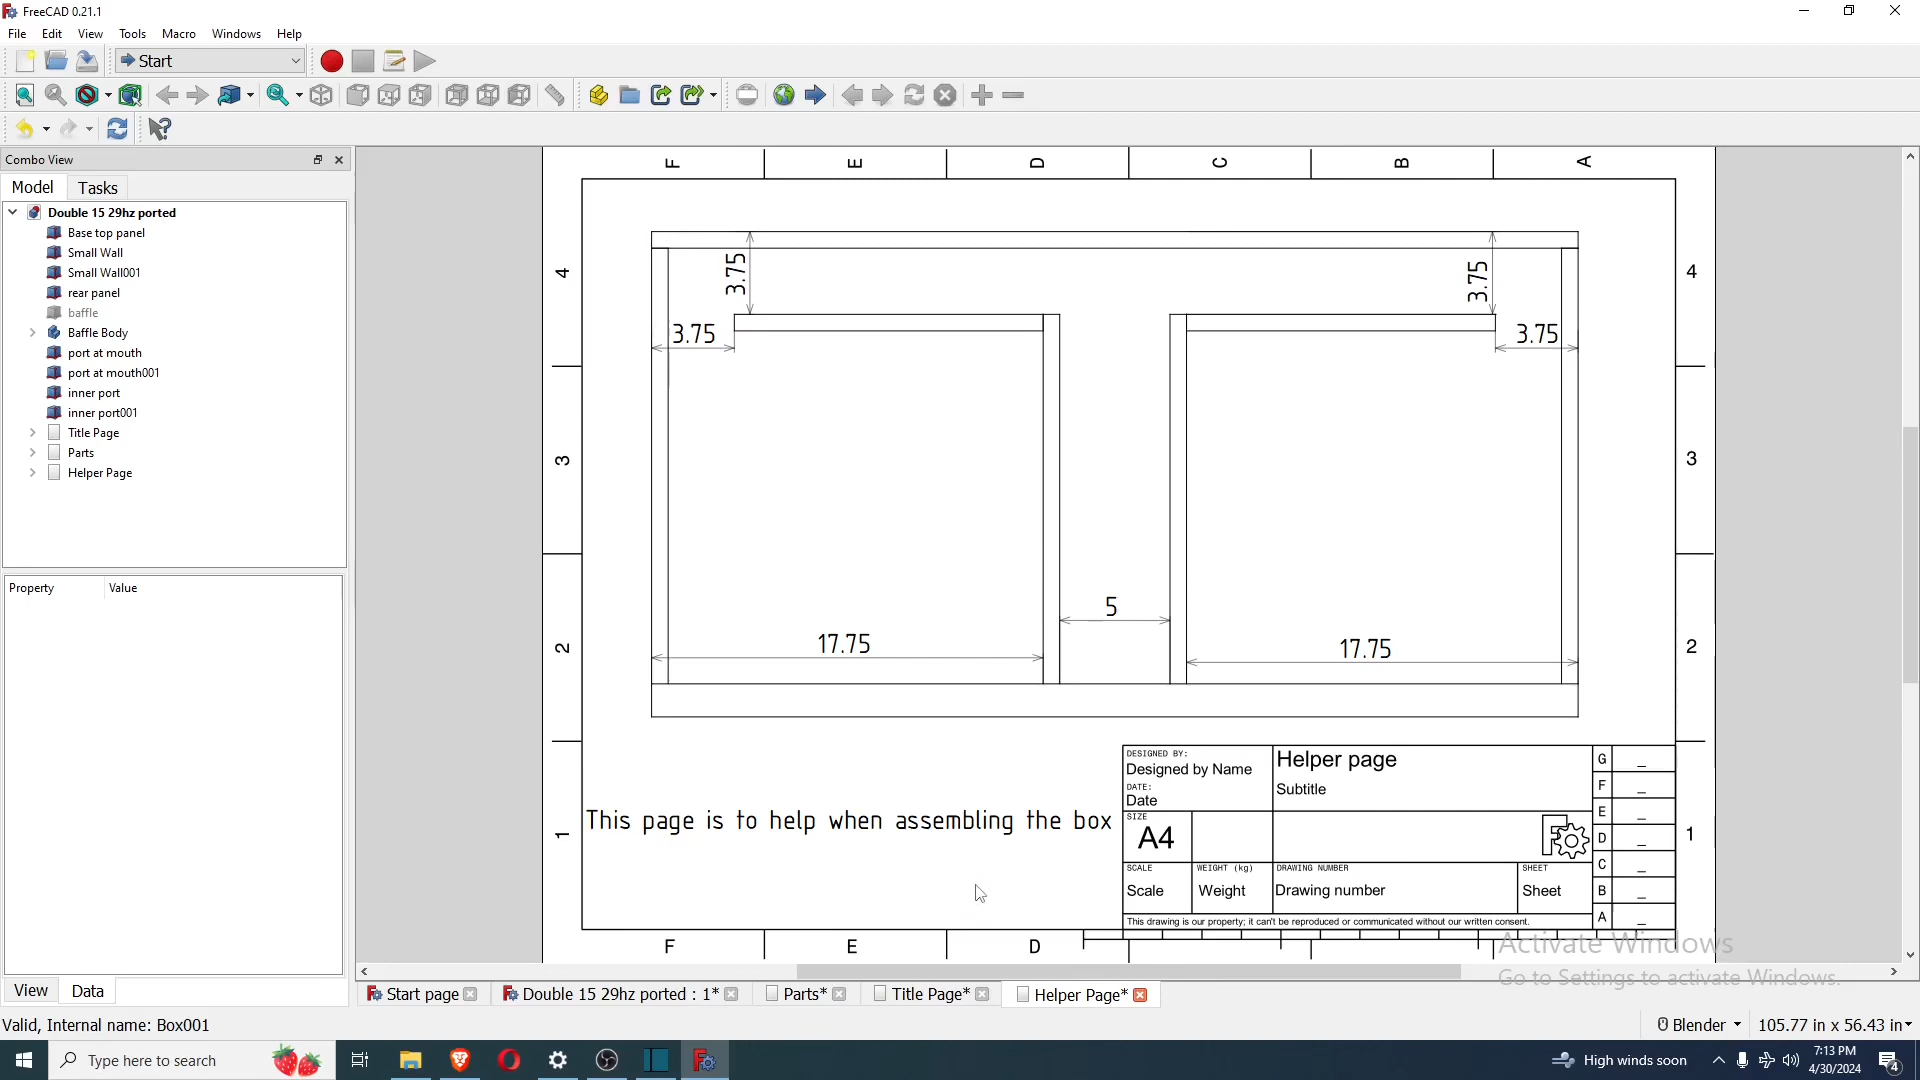 FreeCAD 0.21.1
File Edit View Tools Macro Windows Help
Start
Combo View
Model Tasks
Double 15 29hz ported
Base top panel
Small Wall
Small Wall001
rear panel
baffle
Baffle Body
port at mouth
port at mouth001
inner port
inner port001
Title Page
Parts
Helper Page
Property Value
View Data
F E D C B A
4 4
3 3
2 2
1 1
3.75 3.75
3.75 3.75
5
17.75 17.75
This page is to help when assembling the box
DESIGNED BY:
Designed by Name
DATE:
Date
Helper page
Subtitle
SIZE
A4
SCALE WEIGHT (kg) DRAWING NUMBER SHEET
Scale Weight Drawing number Sheet
This drawing is our property; it can't be reproduced or communicated without our written consent.
G _
F _
E _
D _
C _
B _
A _
F E D
Activate Windows
Go to Settings to activate Windows.
Start page Double 15 29hz ported : 1* Parts* Title Page* Helper Page*
Valid, Internal name: Box001
Blender 105.77 in x 56.43 in
Type here to search
High winds soon
7:13 PM
4/30/2024
4